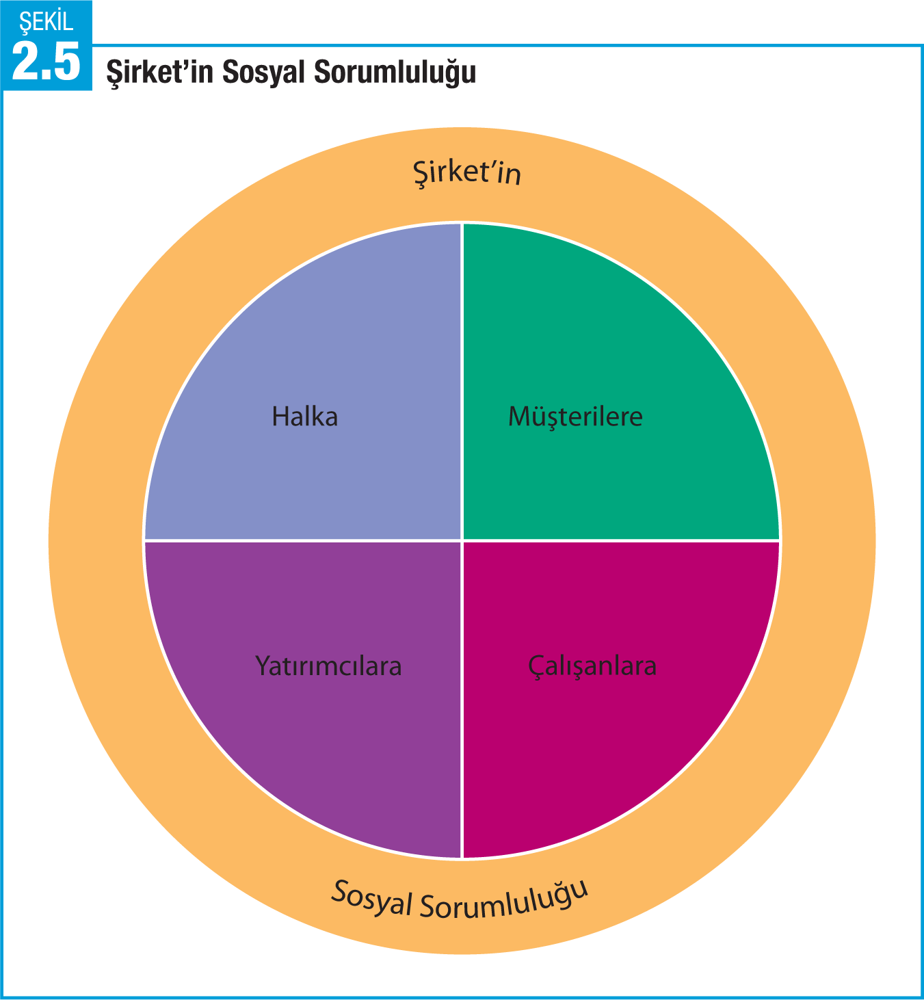 ŞEKİL
2.5
Şirket’in Sosyal Sorumluluğu
Şirket’in
Halka
Müşterilere
Yatırımcılara
Çalışanlara
Sosyal Sorumluluğu